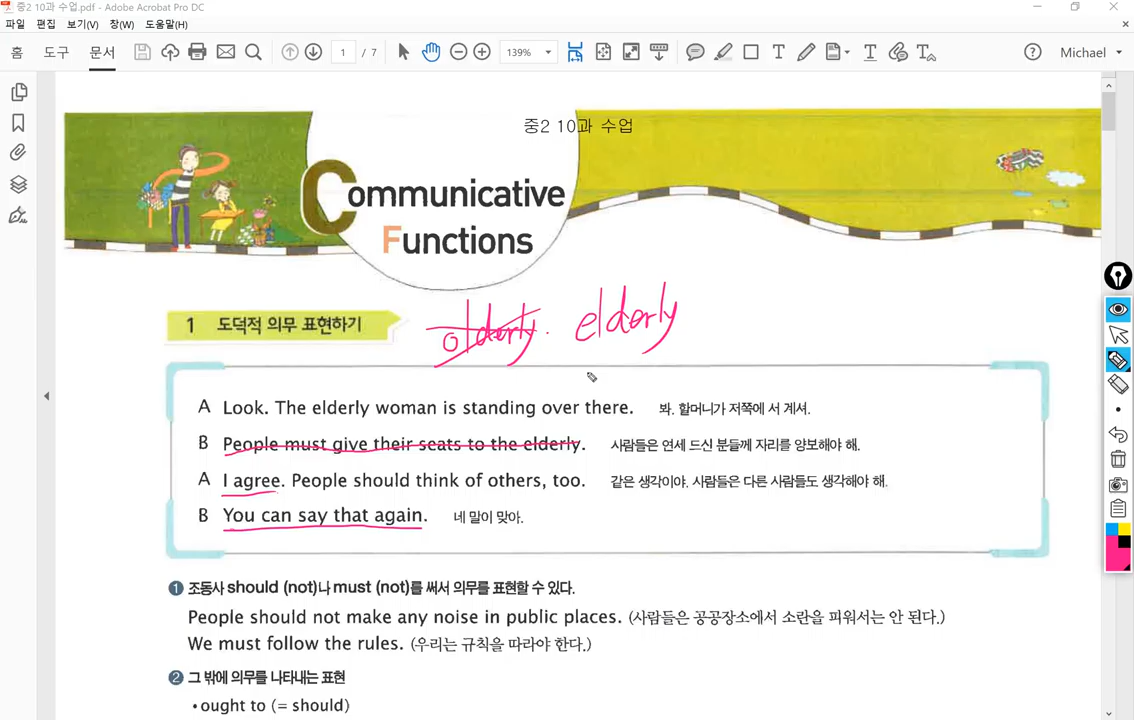 중2 10과 수업.pdf - Adobe Acrobat Pro DC
파일 편집 보기(V) 창(W) 도움말(H)
홈 도구 문서 1 / 7 139% Michael
중2 10과 수업
Communicative
Functions
1 도덕적 의무 표현하기
olderly. elderly
A Look. The elderly woman is standing over there. 봐. 할머니가 저쪽에 서 계셔.
B People must give their seats to the elderly. 사람들은 연세 드신 분들께 자리를 양보해야 해.
A I agree. People should think of others, too. 같은 생각이야. 사람들은 다른 사람들도 생각해야 해.
B You can say that again. 네 말이 맞아.
1 조동사 should (not)나 must (not)를 써서 의무를 표현할 수 있다.
People should not make any noise in public places. (사람들은 공공장소에서 소란을 피워서는 안 된다.)
We must follow the rules. (우리는 규칙을 따라야 한다.)
2 그 밖에 의무를 나타내는 표현
• ought to (= should)